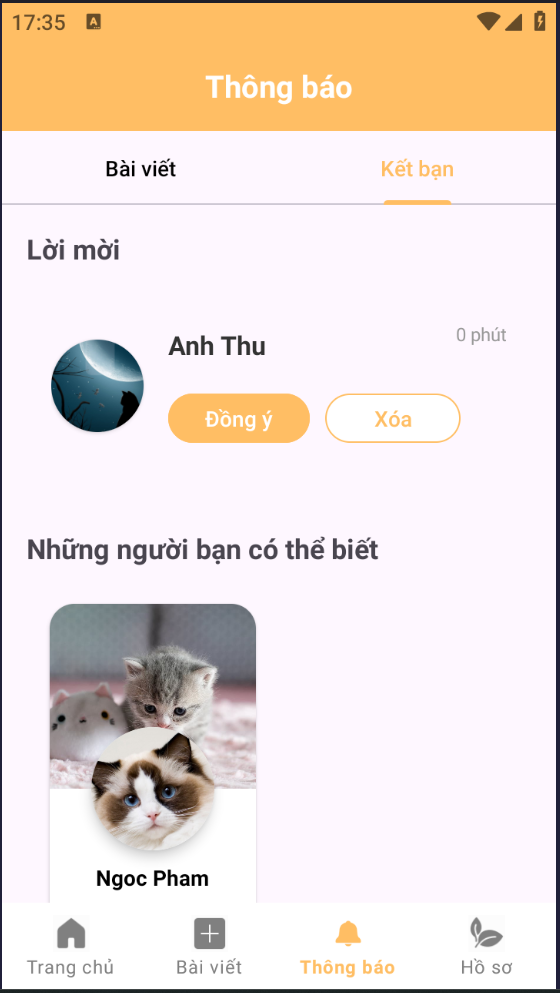 17:35 A
Thông báo
Bài viết Kết bạn
Lời mời
Anh Thu 0 phút
Đồng ý Xóa
Những người bạn có thể biết
Ngoc Pham
Trang chủ Bài viết Thông báo Hồ sơ